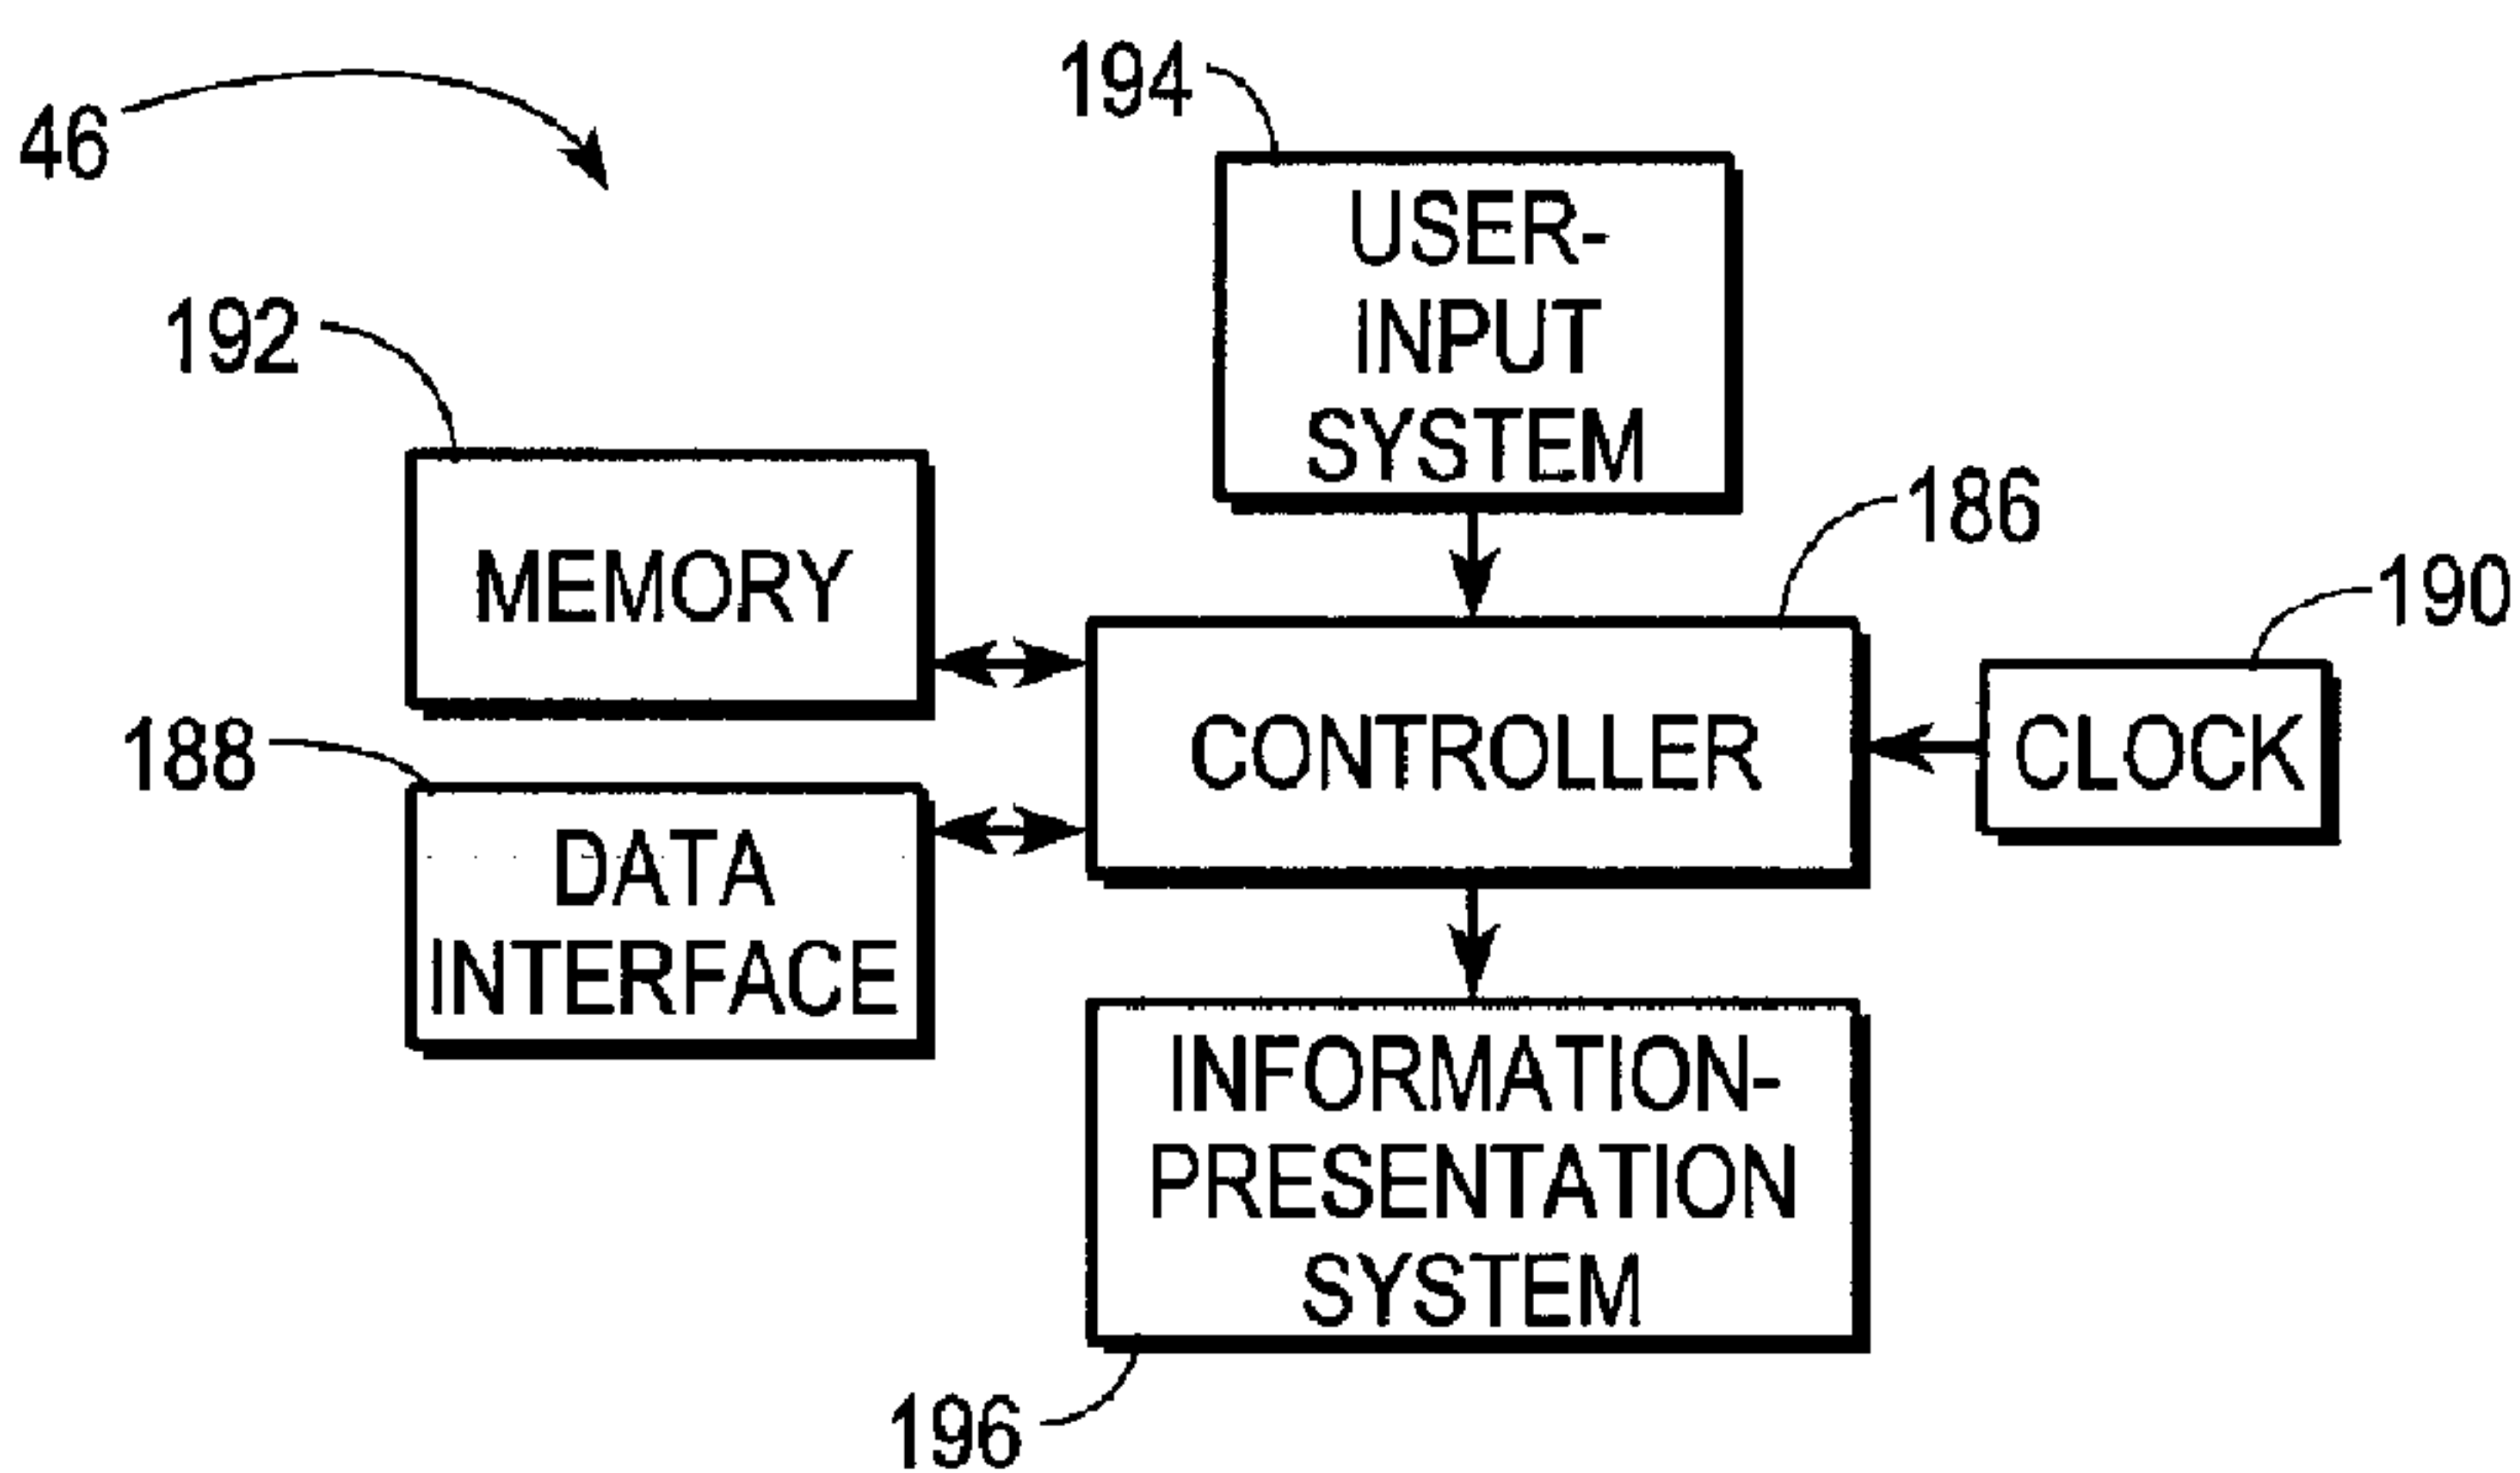 46
194
USER-
INPUT
SYSTEM
192
MEMORY
186
190
CONTROLLER
CLOCK
188
DATA
INTERFACE
INFORMATION-
PRESENTATION
SYSTEM
196